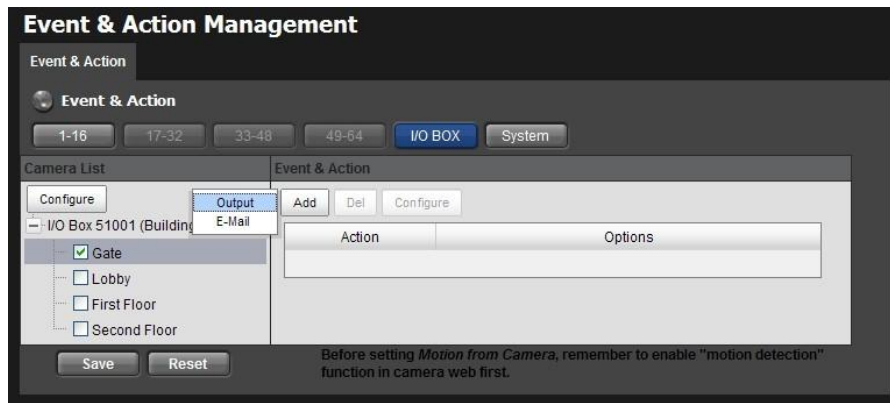 Event & Action Management
Event & Action
Event & Action
1-16 17-32 33-48 49-64 I/O BOX System
Camera List Event & Action
Configure Output Add Del Configure
E-Mail
I/O Box 51001 (Building
Action Options
Gate
Lobby
First Floor
Second Floor
Save Reset
Before setting Motion from Camera, remember to enable "motion detection"
function in camera web first.